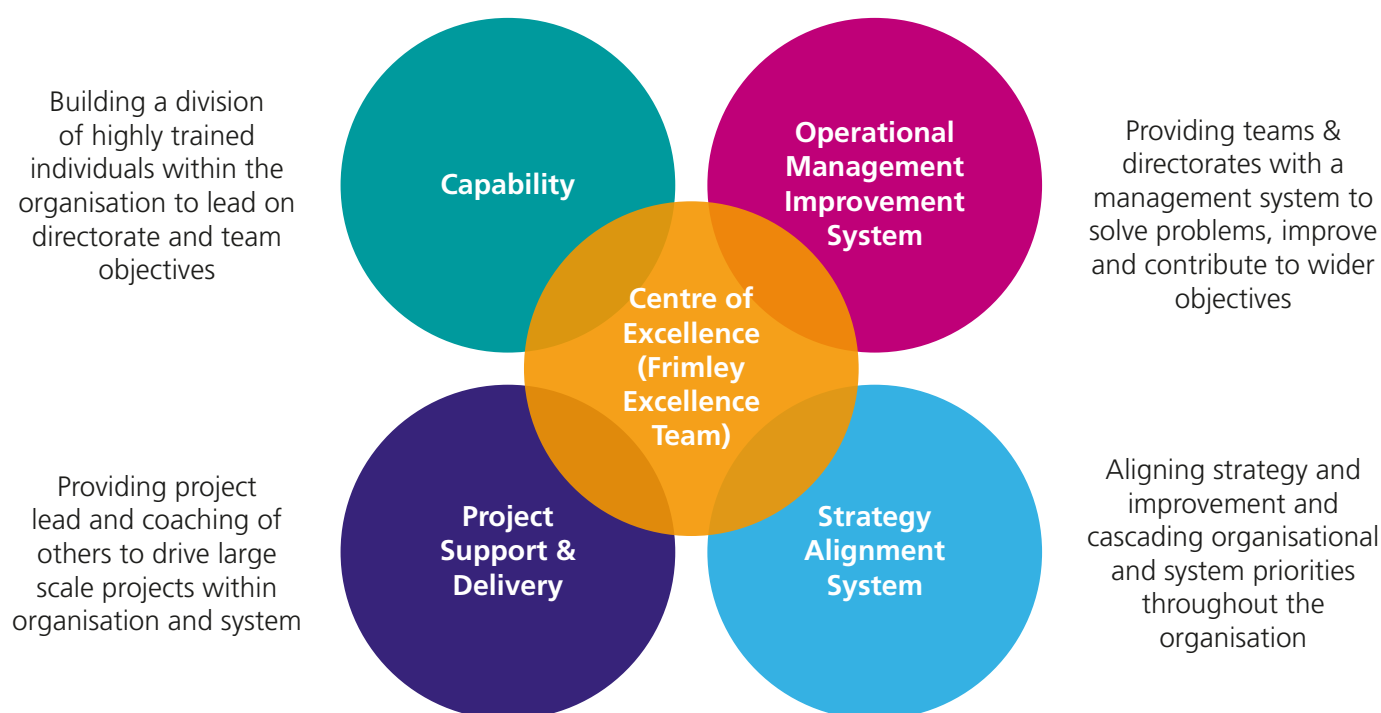 Building a division
of highly trained
individuals within the
organisation to lead on
directorate and team
objectives
Capability
Operational
Management
Improvement
System
Providing teams &
directorates with a
management system to
solve problems, improve
and contribute to wider
objectives
Centre of
Excellence
(Frimley
Excellence
Team)
Providing project
lead and coaching of
others to drive large
scale projects within
organisation and system
Project
Support &
Delivery
Strategy
Alignment
System
Aligning strategy and
improvement and
cascading organisational
and system priorities
throughout the
organisation